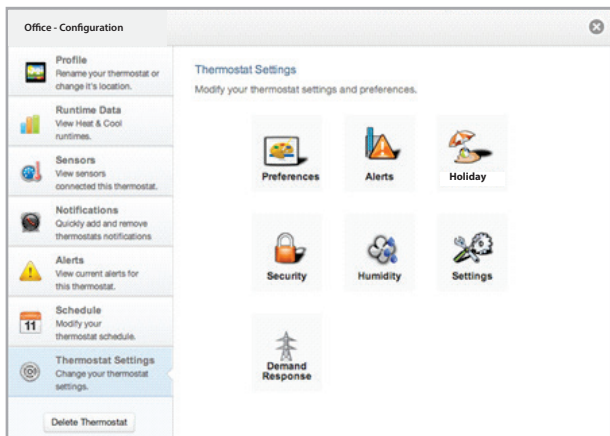 Office - Configuration
Profile
Rename your thermostat or
change it's location.
Runtime Data
View Heat & Cool
runtimes.
Sensors
View sensors
connected this thermostat.
Notifications
Quickly add and remove
thermostats notifications
Alerts
View current alerts for
this thermostat.
11
Schedule
Modify your
thermostat schedule.
Thermostat Settings
Change your thermostat
settings.
Delete Thermostat
Thermostat Settings
Modify your thermostat settings and preferences.
Preferences
Alerts
Holiday
Security
Humidity
Settings
Demand
Response